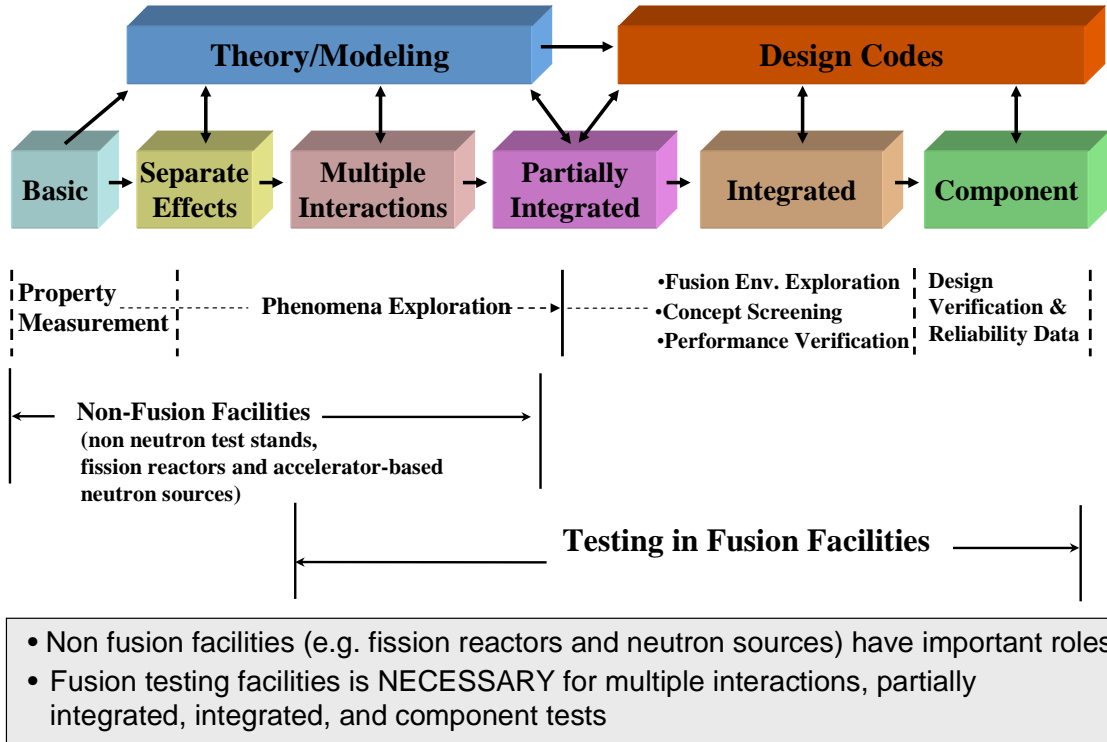 Theory/Modeling
Design Codes
Basic
Separate
Effects
Multiple
Interactions
Partially
Integrated
Integrated
Component
Property
Measurement
Phenomena Exploration
•Fusion Env. Exploration
•Concept Screening
•Performance Verification
Design
Verification &
Reliability Data
Non-Fusion Facilities
(non neutron test stands,
fission reactors and accelerator-based
neutron sources)
Testing in Fusion Facilities
• Non fusion facilities (e.g. fission reactors and neutron sources) have important roles
• Fusion testing facilities is NECESSARY for multiple interactions, partially
integrated, integrated, and component tests